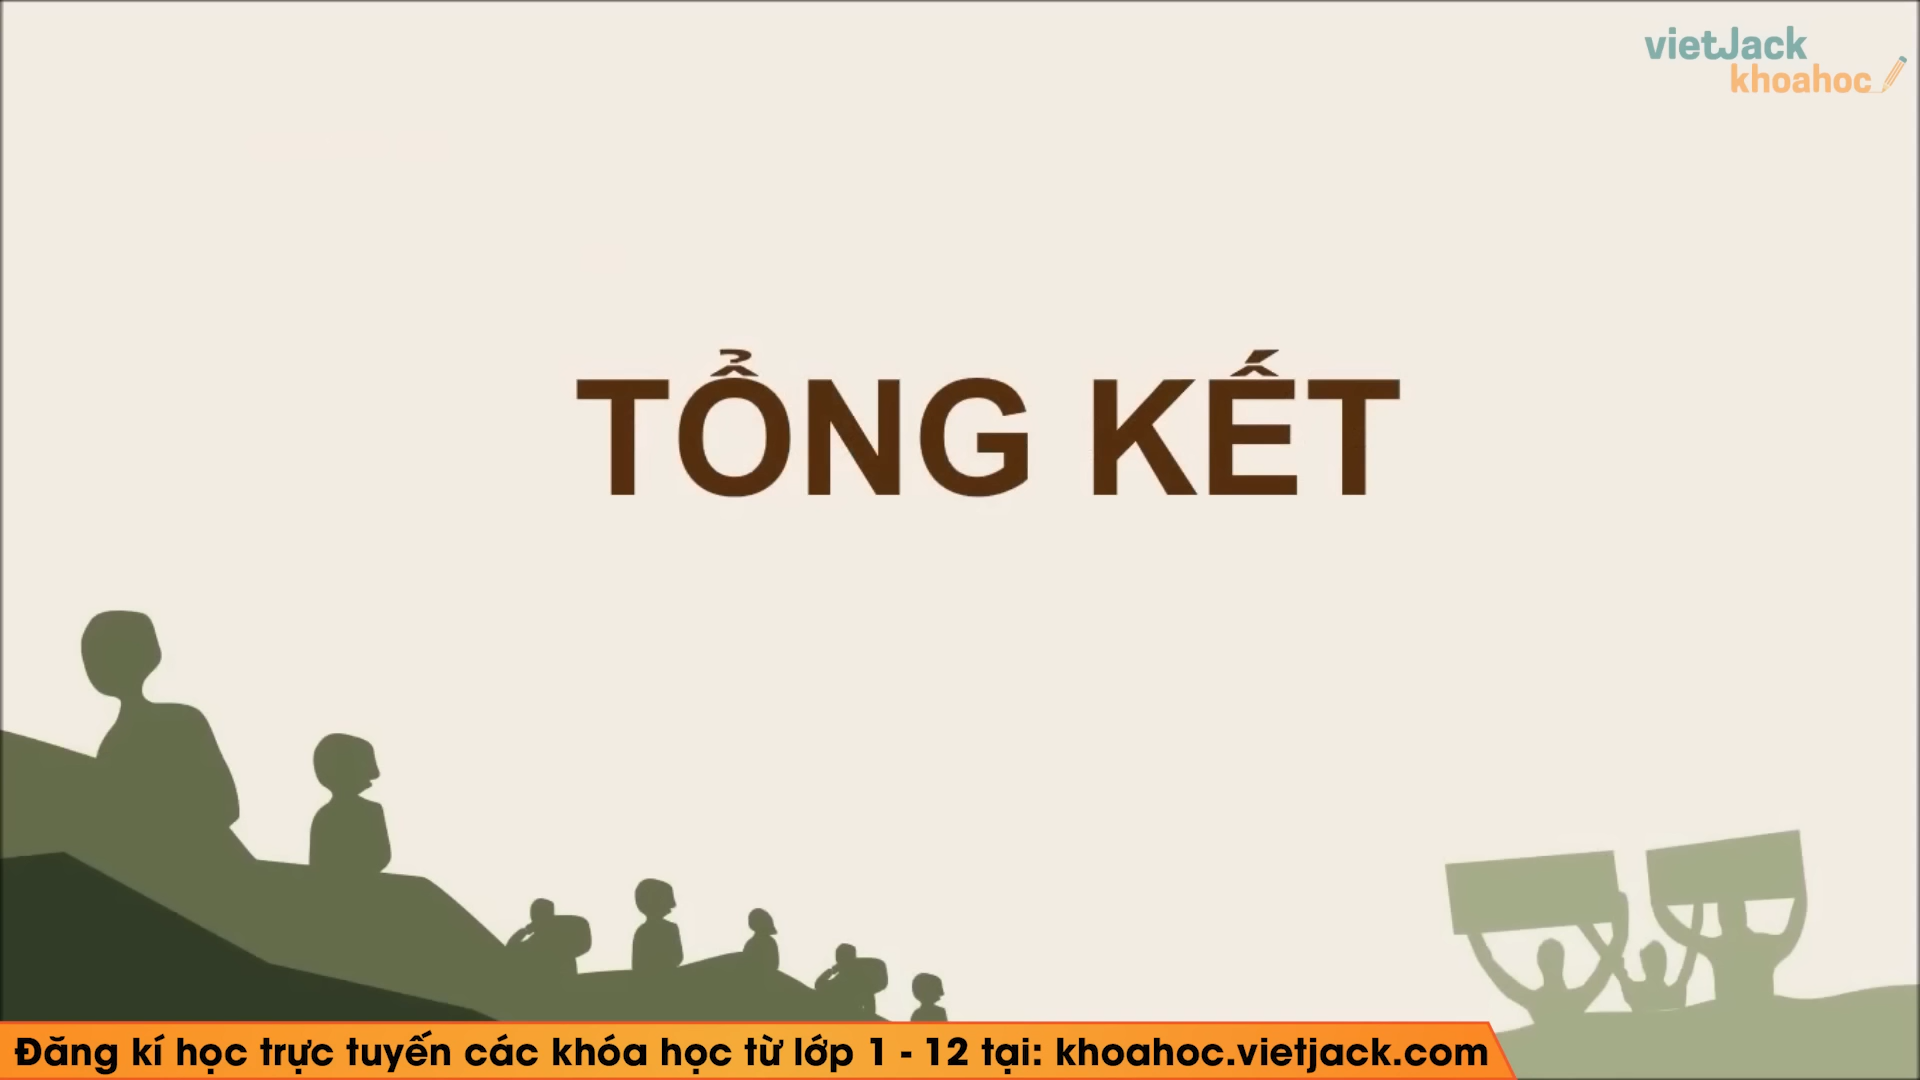 vietJack
khoahoc
TỔNG KẾT
Đăng kí học trực tuyến các khóa học từ lớp 1 - 12 tại: khoahoc.vietjack.com